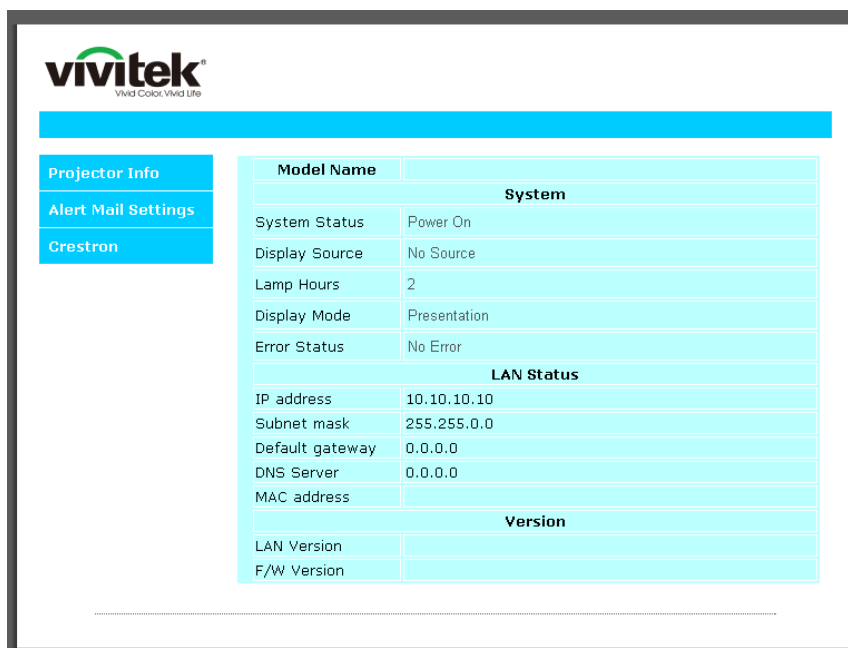 vivitek®
Vivid Color, Vivid Life
Projector Info
Alert Mail Settings
Crestron
Model Name
System
System Status Power On
Display Source No Source
Lamp Hours 2
Display Mode Presentation
Error Status No Error
LAN Status
IP address 10.10.10.10
Subnet mask 255.255.0.0
Default gateway 0.0.0.0
DNS Server 0.0.0.0
MAC address
Version
LAN Version
F/W Version